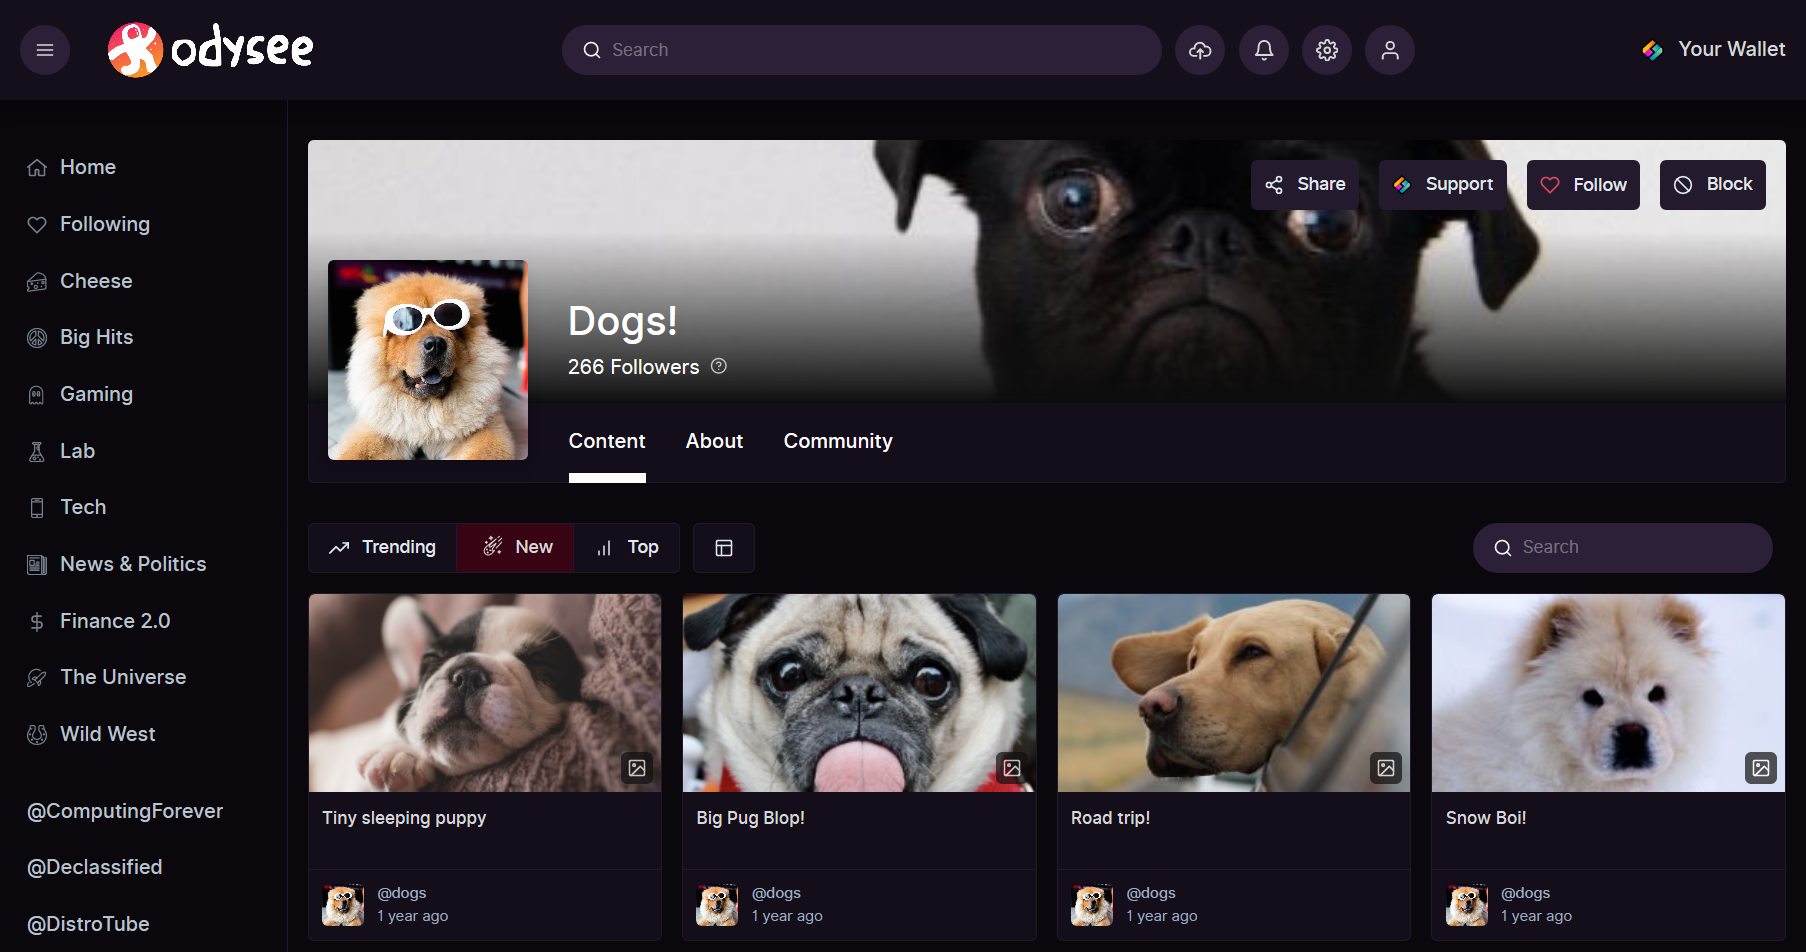 odysee
Search
Your Wallet
Home
Following
Cheese
Big Hits
Gaming
Lab
Tech
News & Politics
Finance 2.0
The Universe
Wild West
@ComputingForever
@Declassified
@DistroTube
Share
Support
Follow
Block
Dogs!
266 Followers
Content About Community
Trending New Top
Search
Tiny sleeping puppy
@dogs
1 year ago
Big Pug Blop!
@dogs
1 year ago
Road trip!
@dogs
1 year ago
Snow Boi!
@dogs
1 year ago